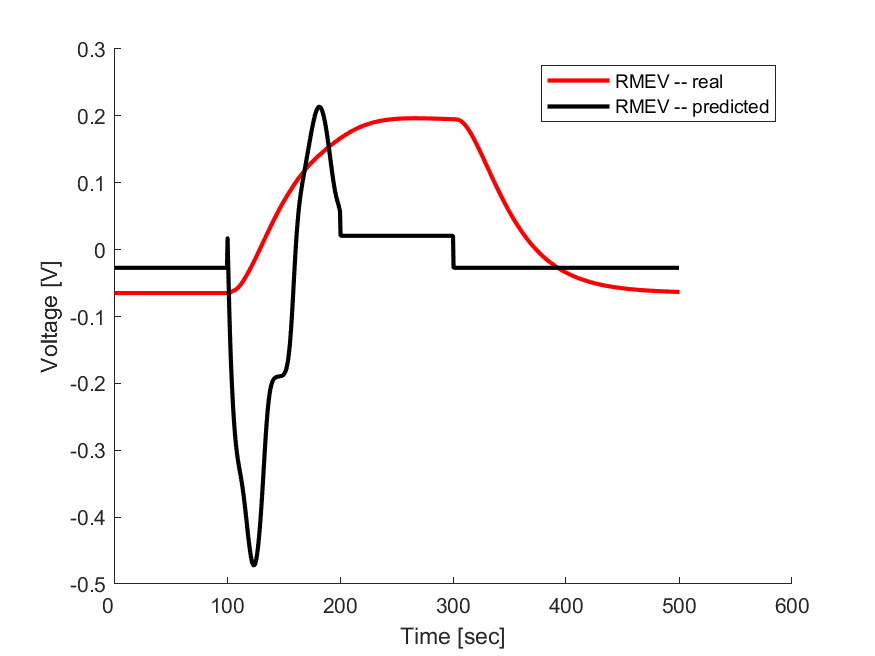 0.3
0.2
0.1
0
-0.1
-0.2
-0.3
-0.4
-0.5
0 100 200 300 400 500 600
Voltage [V]
Time [sec]
RMEV -- real
RMEV -- predicted